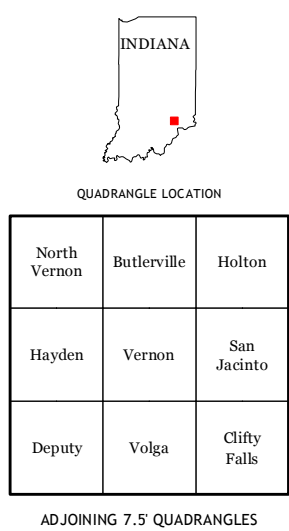 INDIANA
QUADRANGLE LOCATION
North
Vernon
Butlerville
Holton
Hayden
Vernon
San
Jacinto
Deputy
Volga
Clifty
Falls
ADJOINING 7.5' QUADRANGLES